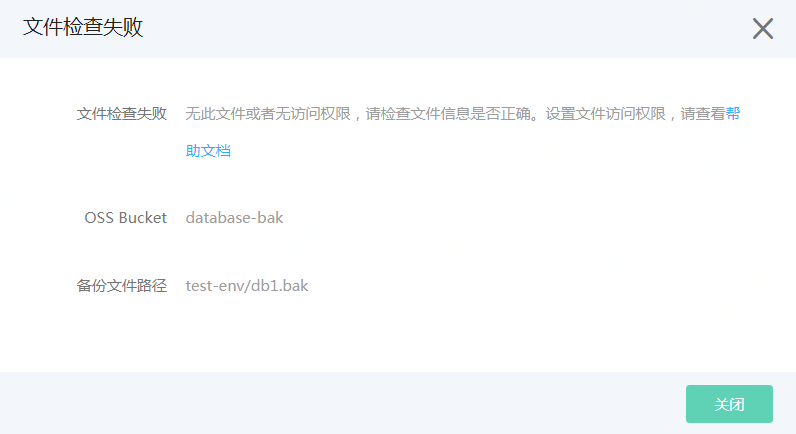 文件检查失败
文件检查失败 无此文件或者无访问权限，请检查文件信息是否正确。设置文件访问权限，请查看帮
助文档
OSS Bucket database-bak
备份文件路径 test-env/db1.bak
关闭